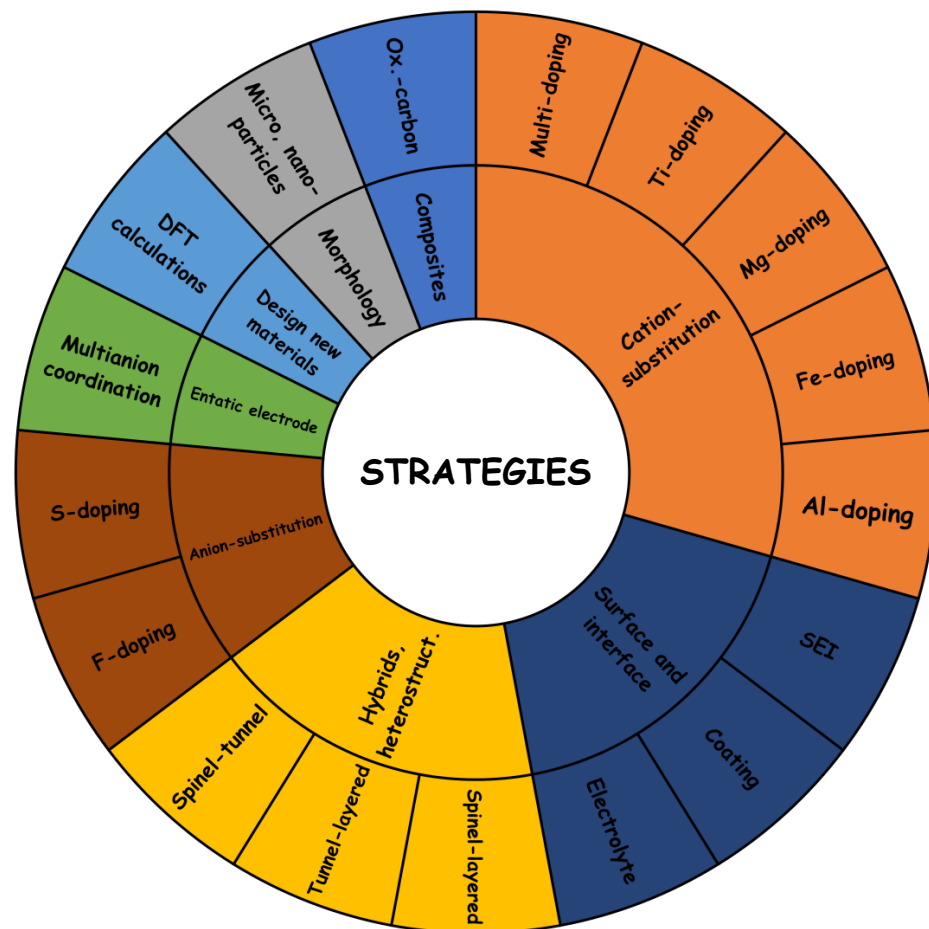 STRATEGIES
Cation-
substitution
Multi-doping
Ti-doping
Mg-doping
Fe-doping
Al-doping
Surface and
interface
SEI
Coating
Electrolyte
Hybrids,
heterostruct.
Spinel-layered
Tunnel-layered
Spinel-tunnel
Anion-substitution
F-doping
S-doping
Entatic electrode
Multianion
coordination
Design new
materials
DFT
calculations
Morphology
Micro, nano-
particles
Composites
Ox.-carbon